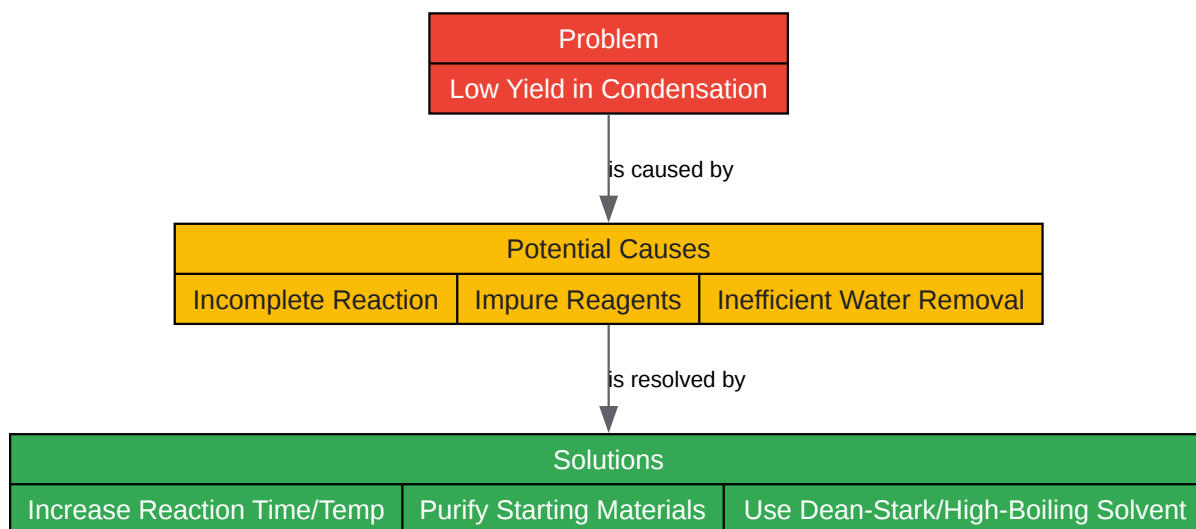 Problem
Low Yield in Condensation
is caused by
Potential Causes
Incomplete Reaction
Impure Reagents
Inefficient Water Removal
is resolved by
Solutions
Increase Reaction Time/Temp
Purify Starting Materials
Use Dean-Stark/High-Boiling Solvent